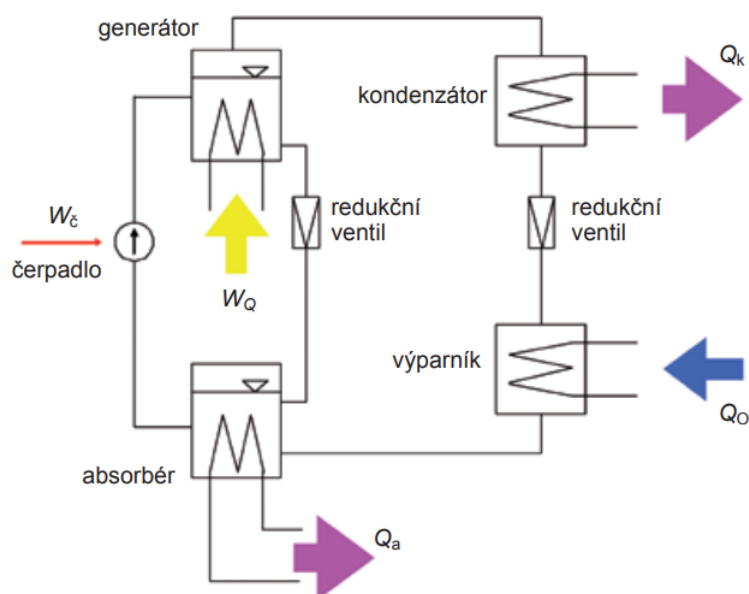 generátor
Qk
kondenzátor
redukční
ventil
redukční
ventil
Wč
čerpadlo
WQ
výparník
QO
absorbér
Qa